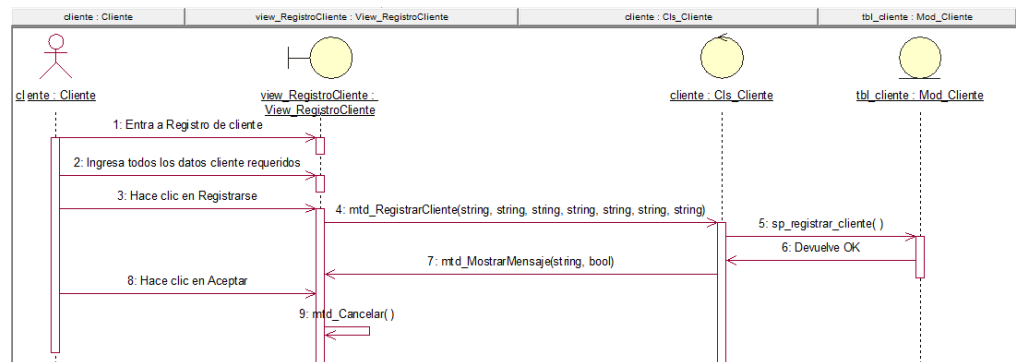 cliente : Cliente
view_RegistroCliente : View_RegistroCliente
cliente : Cls_Cliente
tbl_cliente : Mod_Cliente
cliente : Cliente
view_RegistroCliente :
View_RegistroCliente
cliente : Cls_Cliente
tbl_cliente : Mod_Cliente
1: Entra a Registro de cliente
2: Ingresa todos los datos cliente requeridos
3: Hace clic en Registrarse
4: mtd_RegistrarCliente(string, string, string, string, string, string, string)
5: sp_registrar_cliente( )
6: Devuelve OK
7: mtd_MostrarMensaje(string, bool)
8: Hace clic en Aceptar
9: mtd_Cancelar( )